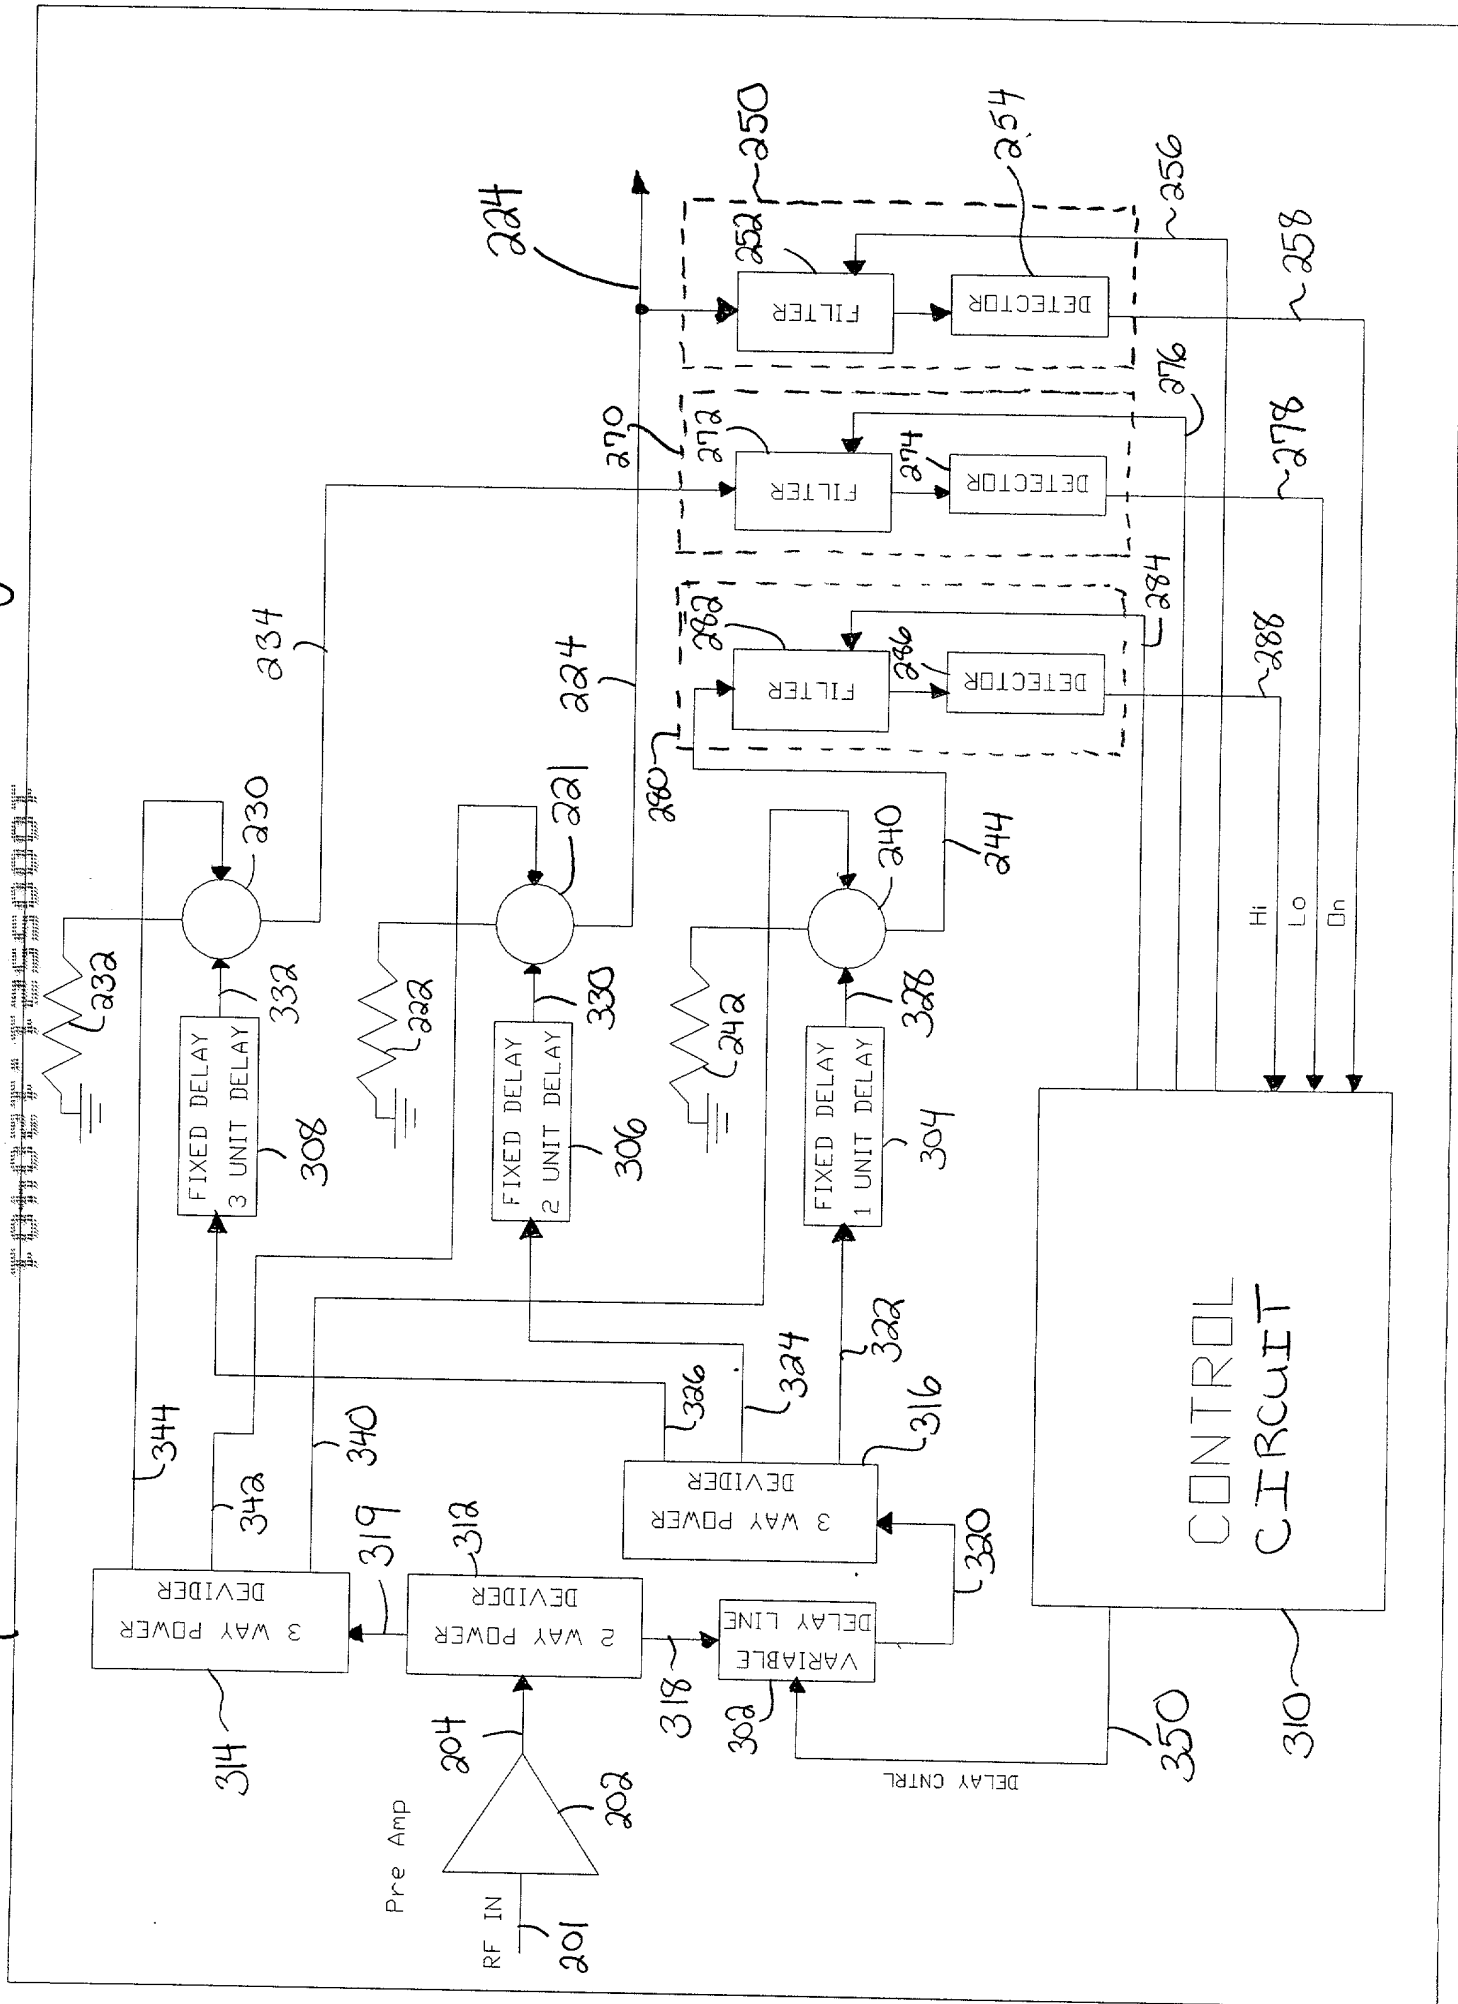 344
342
340
319
314
3 WAY POWER
DEVIDER
Pre Amp
RF IN
201
202
204
2 WAY POWER
DEVIDER
312
318
VARIABLE
DELAY LINE
302
320
3 WAY POWER
DEVIDER
316
326
324
322
DELAY CNTRL
350
310
CONTROL
CIRCUIT
FIXED DELAY
3 UNIT DELAY
308
332
232
230
234
FIXED DELAY
2 UNIT DELAY
306
330
222
221
224
224
FIXED DELAY
1 UNIT DELAY
304
328
242
240
244
280
282
FILTER
286
DETECTOR
284
288
270
272
FILTER
274
DETECTOR
276
278
250
252
FILTER
254
DETECTOR
256
258
Hi
Lo
On